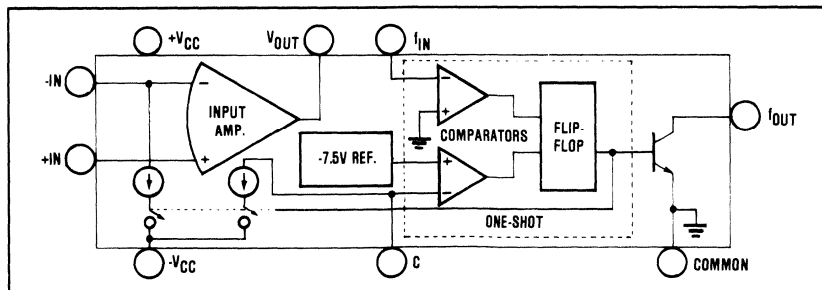 +VCC
VOUT
fIN
-IN
+IN
INPUT
AMP.
−
+
−
+
COMPARATORS
-7.5V REF.
+
−
FLIP-
FLOP
fOUT
ONE-SHOT
-VCC
C
COMMON